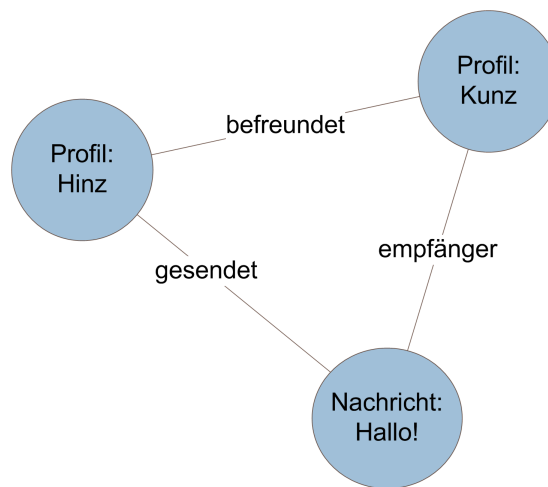 Profil:
Kunz
befreundet
Profil:
Hinz
empfänger
gesendet
Nachricht:
Hallo!